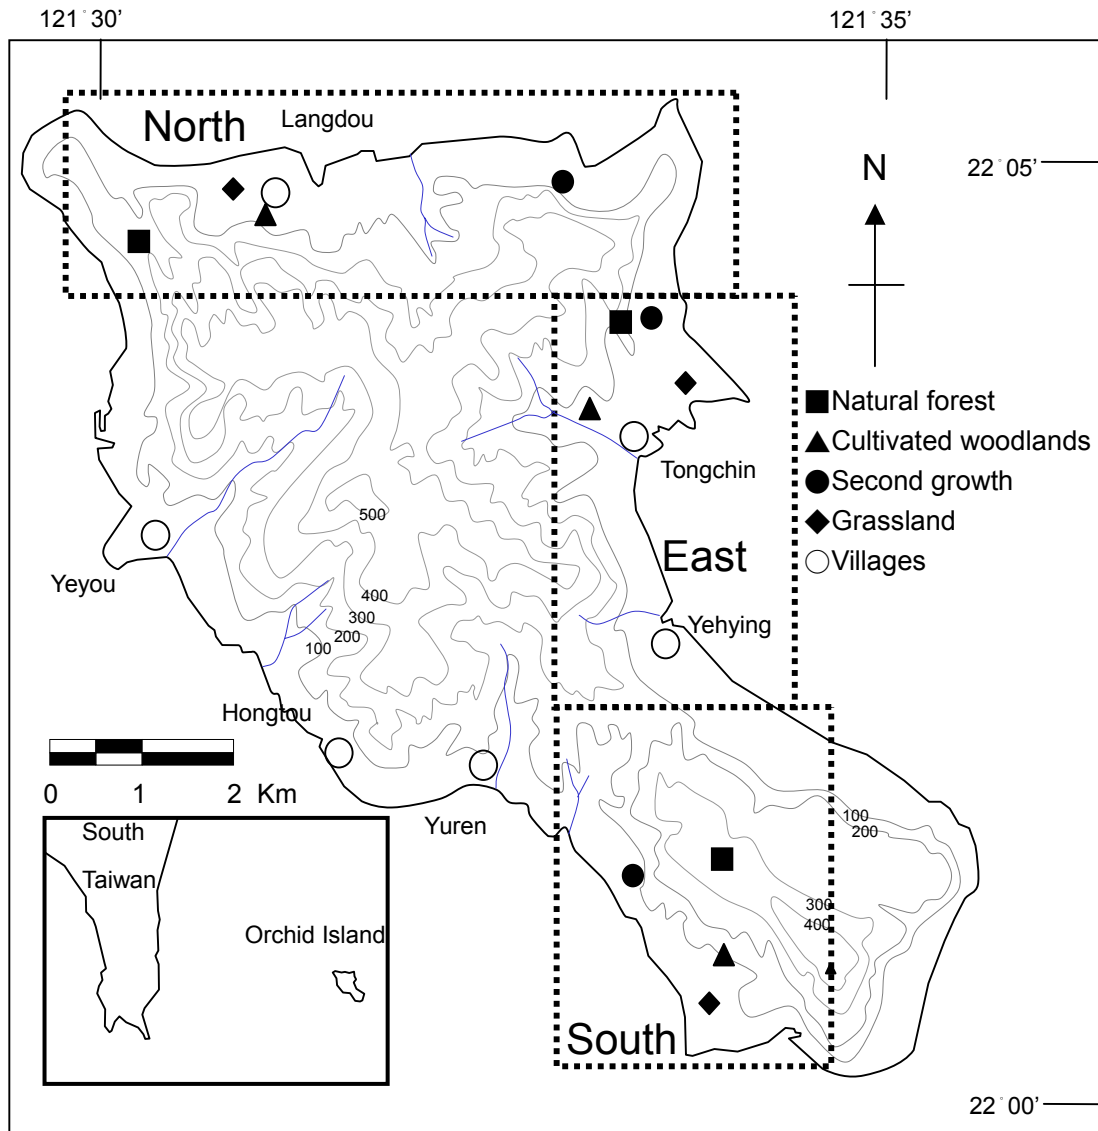 121°30’
121°35’
North
Langdou
N
22°05’
Natural forest
Cultivated woodlands
Second growth
Grassland
Villages
Tongchin
500
East
Yeyou
400
300
200
100
Yehying
Hongtou
0 1 2 Km
Yuren
100
200
300
400
South
Taiwan
Orchid Island
South
22°00’